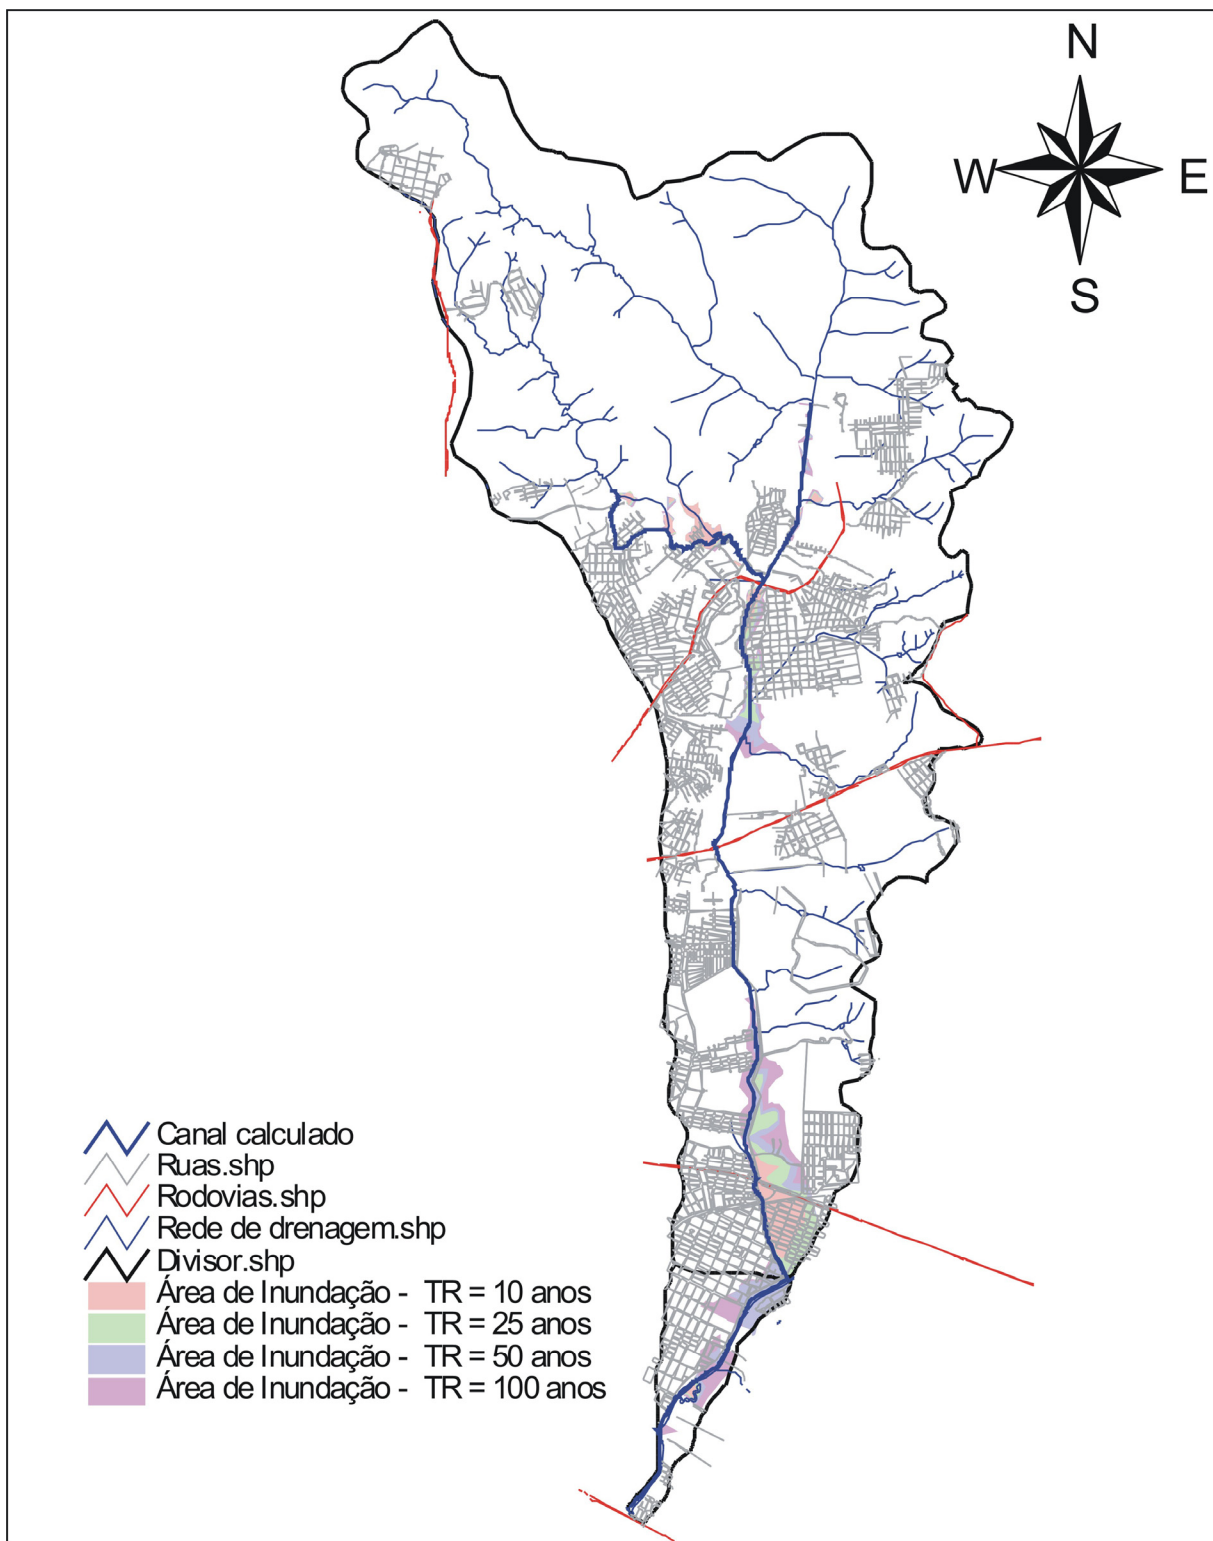 N
W
E
S
Canal calculado
Ruas.shp
Rodovias.shp
Rede de drenagem.shp
Divisor.shp
Área de Inundação - TR = 10 anos
Área de Inundação - TR = 25 anos
Área de Inundação - TR = 50 anos
Área de Inundação - TR = 100 anos